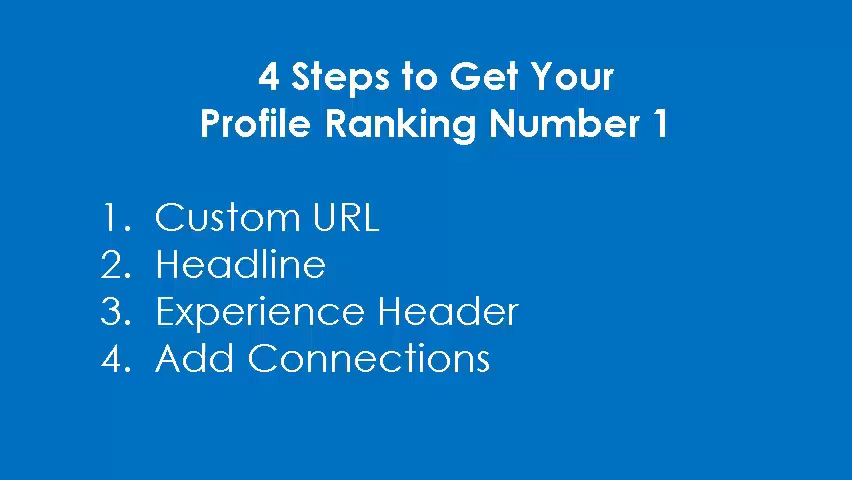 4 Steps to Get Your
Profile Ranking Number 1
1. Custom URL
2. Headline
3. Experience Header
4. Add Connections